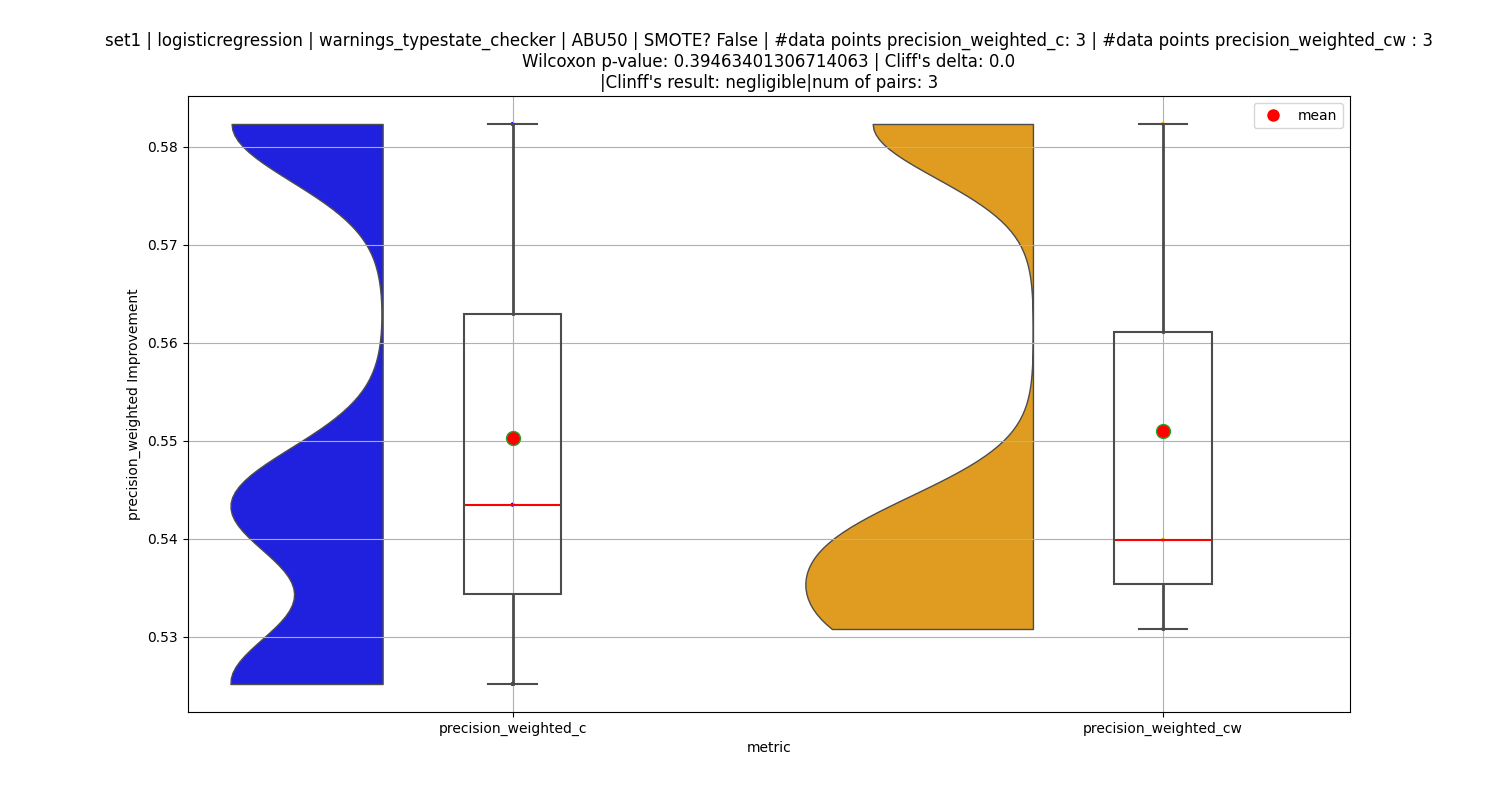 set1 | logisticregression | warnings_typestate_checker | ABU50 | SMOTE? False | #data points precision_weighted_c: 3 | #data points precision_weighted_cw : 3
Wilcoxon p-value: 0.39463401306714063 | Cliff's delta: 0.0
|Clinff's result: negligible|num of pairs: 3
mean
0.58
0.57
0.56
0.55
0.54
0.53
precision_weighted Improvement
precision_weighted_c
precision_weighted_cw
metric